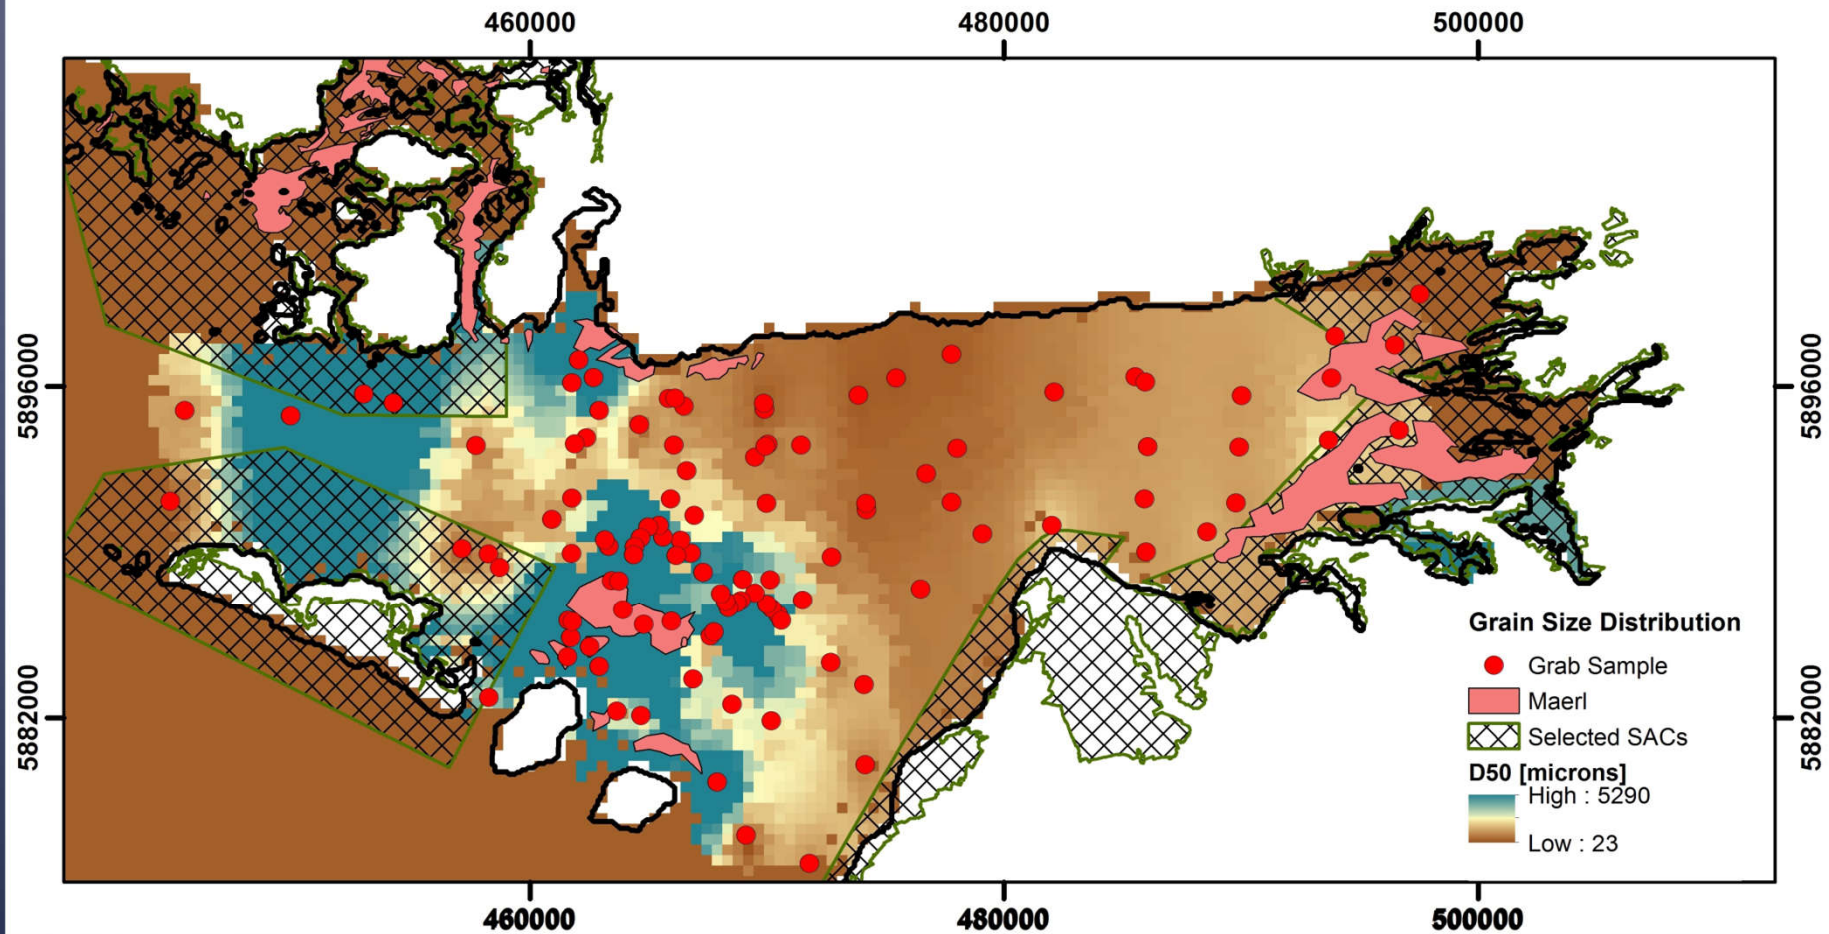 460000 480000 500000
5896000 5896000
5882000 5882000
Grain Size Distribution
Grab Sample
Maerl
Selected SACs
D50 [microns]
High : 5290
Low : 23
460000 480000 500000